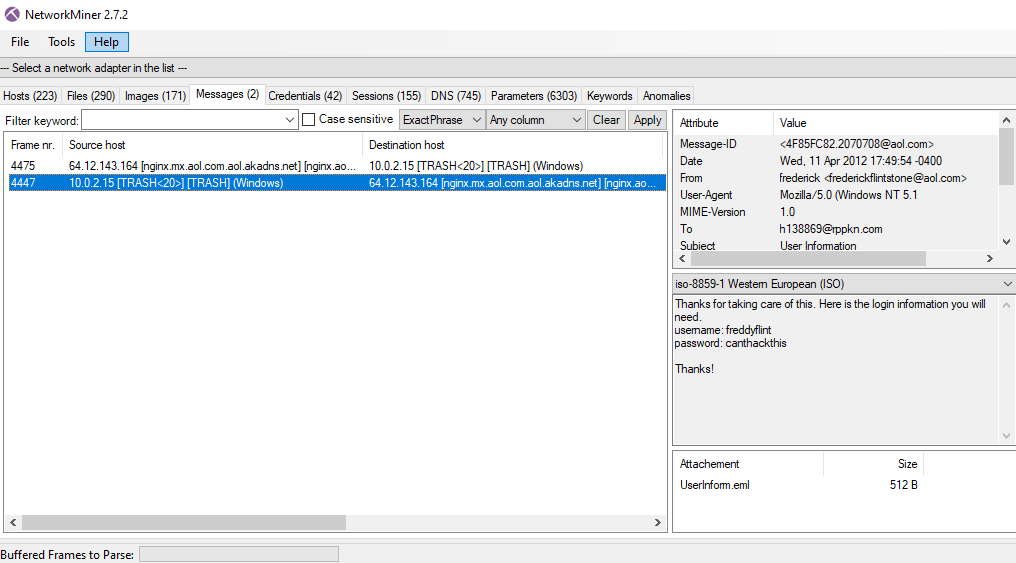 NetworkMiner 2.7.2
File Tools Help
--- Select a network adapter in the list ---
Hosts (223) Files (290) Images (171) Messages (2) Credentials (42) Sessions (155) DNS (745) Parameters (6303) Keywords Anomalies
Filter keyword: Case sensitive ExactPhrase Any column Clear Apply
Frame nr. Source host Destination host
4475 64.12.143.164 [nginx.mx.aol.com.aol.akadns.net] [nginx.ao... 10.0.2.15 [TRASH<20>] [TRASH] (Windows)
4447 10.0.2.15 [TRASH<20>] [TRASH] (Windows) 64.12.143.164 [nginx.mx.aol.com.aol.akadns.net] [nginx.ao...
Attribute Value
Message-ID <4F85FC82.2070708@aol.com>
Date Wed, 11 Apr 2012 17:49:54 -0400
From frederick <frederickflintstone@aol.com>
User-Agent Mozilla/5.0 (Windows NT 5.1
MIME-Version 1.0
To h138869@rppkn.com
Subject User Information
iso-8859-1 Western European (ISO)
Thanks for taking care of this. Here is the login information you will
need.
username: freddyflint
password: canthackthis
Thanks!
Attachement Size
UserInform.eml 512 B
Buffered Frames to Parse: